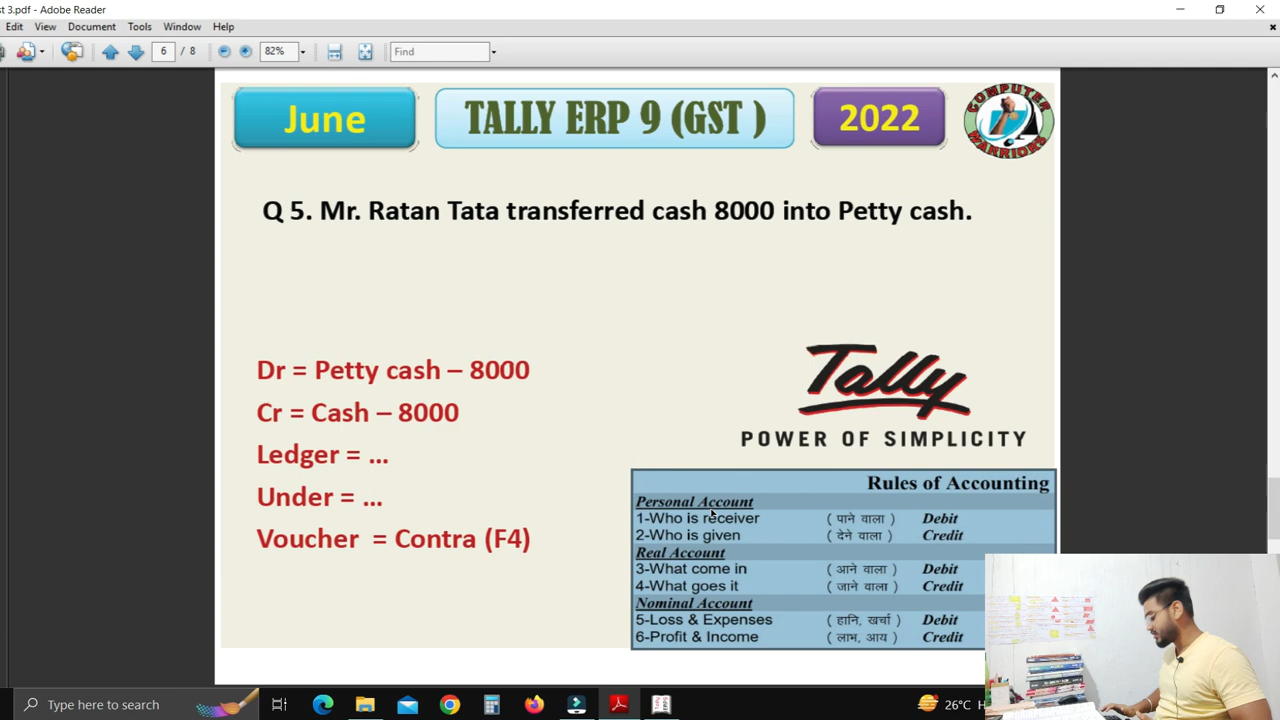 st 3.pdf - Adobe Reader
Edit View Document Tools Window Help
6 / 8 82% Find
June TALLY ERP 9 (GST ) 2022
COMPUTER WARRIORS
Q 5. Mr. Ratan Tata transferred cash 8000 into Petty cash.
Dr = Petty cash – 8000
Cr = Cash – 8000
Ledger = ...
Under = ...
Voucher = Contra (F4)
Tally
POWER OF SIMPLICITY
Rules of Accounting
Personal Account
1-Who is receiver ( पाने वाला ) Debit
2-Who is given ( देने वाला ) Credit
Real Account
3-What come in ( आने वाला ) Debit
4-What goes it ( जाने वाला ) Credit
Nominal Account
5-Loss & Expenses ( हानि, खर्चा ) Debit
6-Profit & Income ( लाभ, आय ) Credit
Type here to search
26°C H